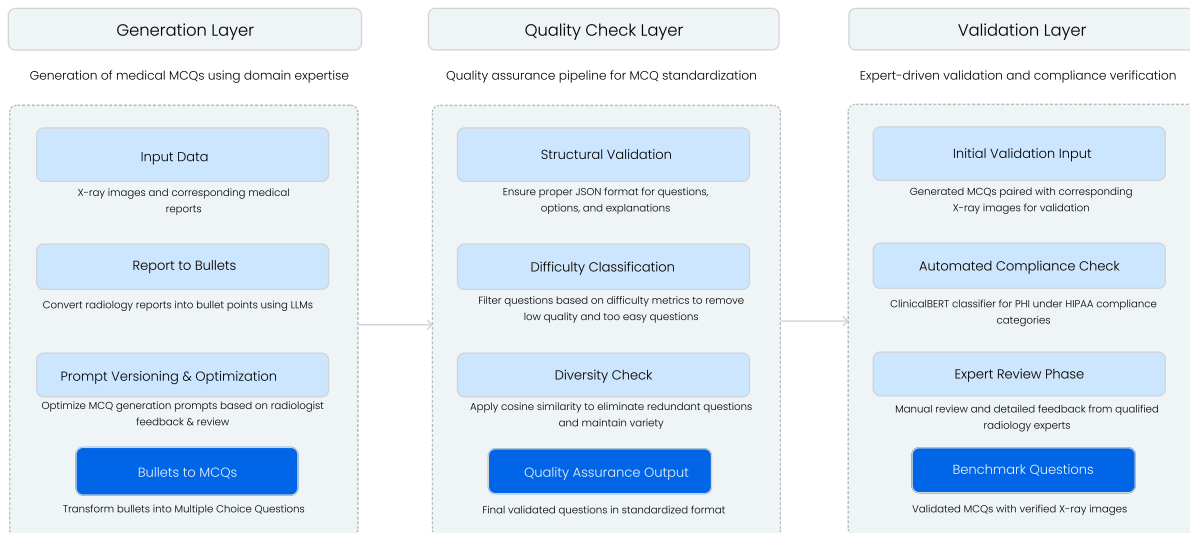 Generation Layer
Generation of medical MCQs using domain expertise
Input Data
X-ray images and corresponding medical
reports
Report to Bullets
Convert radiology reports into bullet points using LLMs
Prompt Versioning & Optimization
Optimize MCQ generation prompts based on radiologist
feedback & review
Bullets to MCQs
Transform bullets into Multiple Choice Questions
Quality Check Layer
Quality assurance pipeline for MCQ standardization
Structural Validation
Ensure proper JSON format for questions,
options, and explanations
Difficulty Classification
Filter questions based on difficulty metrics to remove
low quality and too easy questions
Diversity Check
Apply cosine similarity to eliminate redundant questions
and maintain variety
Quality Assurance Output
Final validated questions in standardized format
Validation Layer
Expert-driven validation and compliance verification
Initial Validation Input
Generated MCQs paired with corresponding
X-ray images for validation
Automated Compliance Check
ClinicalBERT classifier for PHI under HIPAA compliance
categories
Expert Review Phase
Manual review and detailed feedback from qualified
radiology experts
Benchmark Questions
Validated MCQs with verified X-ray images